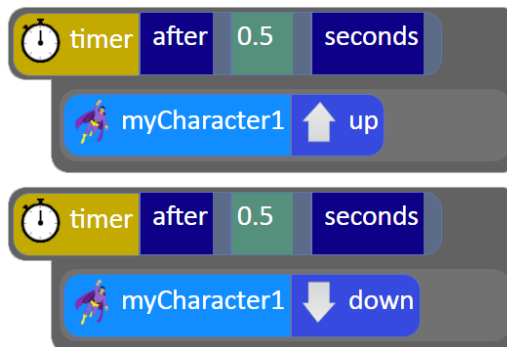 timer after 0.5 seconds
myCharacter1 up
timer after 0.5 seconds
myCharacter1 down